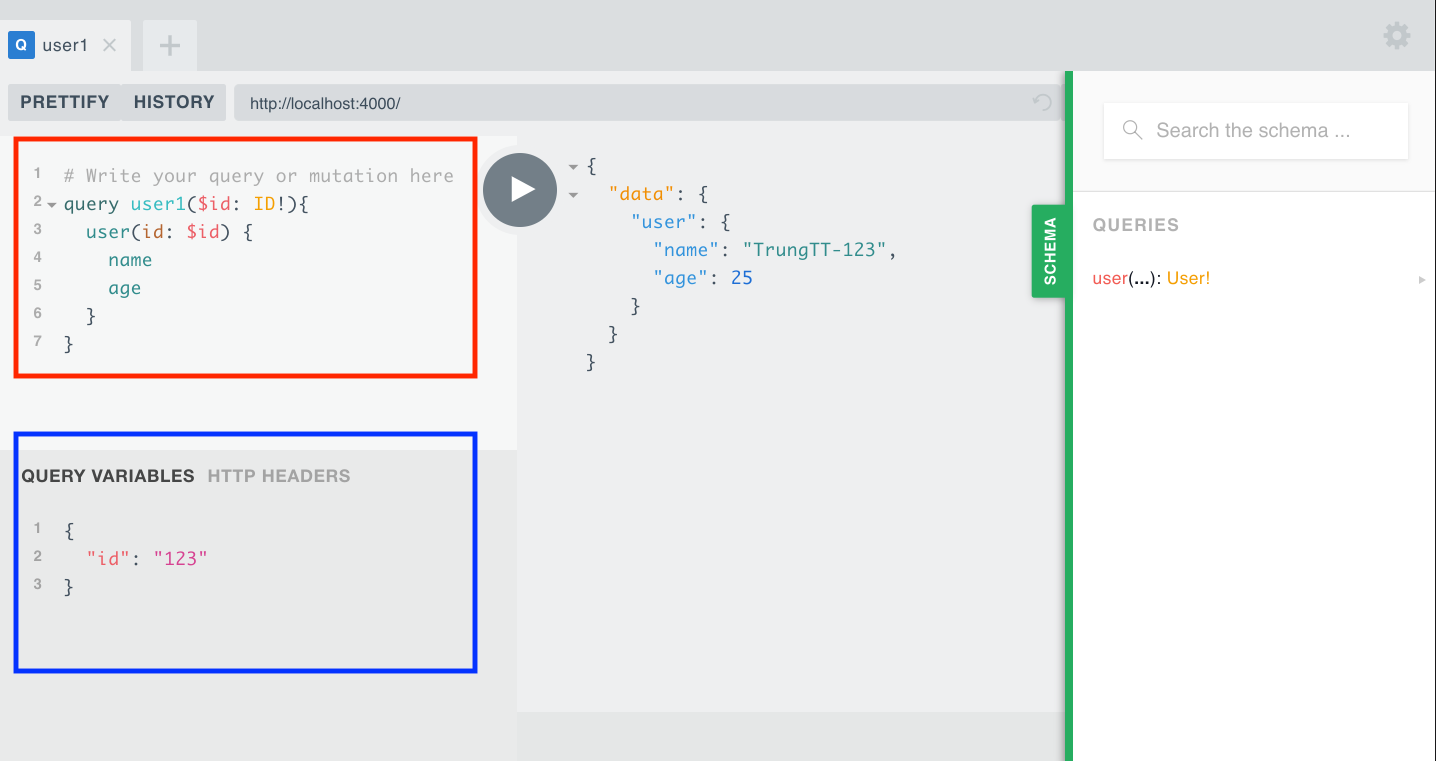 Q user1
PRETTIFY HISTORY http://localhost:4000/
1 # Write your query or mutation here
2 query user1($id: ID!){
3 user(id: $id) {
4 name
5 age
6 }
7 }
QUERY VARIABLES HTTP HEADERS
1 {
2 "id": "123"
3 }
{
"data": {
"user": {
"name": "TrungTT-123",
"age": 25
}
}
}
SCHEMA
Search the schema ...
QUERIES
user(...): User!